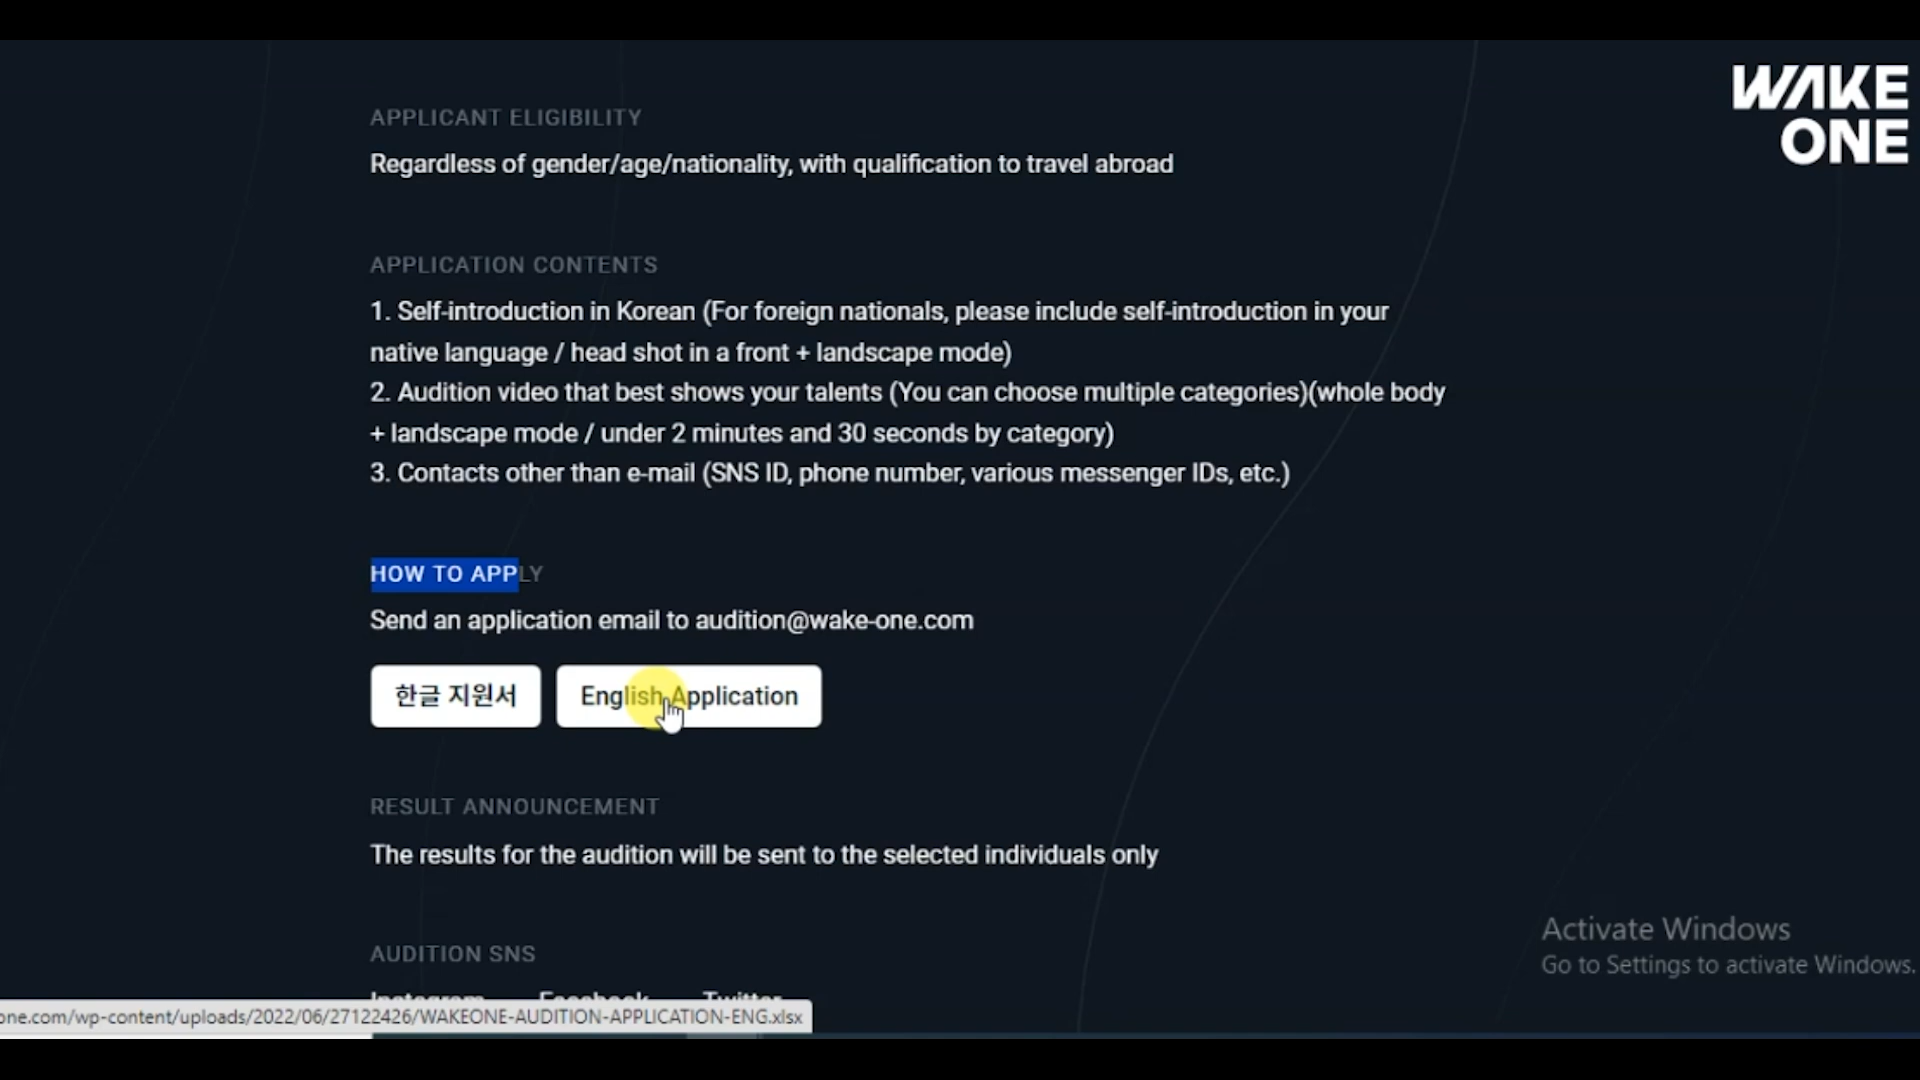 WAKE
ONE
APPLICANT ELIGIBILITY
Regardless of gender/age/nationality, with qualification to travel abroad
APPLICATION CONTENTS
1. Self-introduction in Korean (For foreign nationals, please include self-introduction in your
native language / head shot in a front + landscape mode)
2. Audition video that best shows your talents (You can choose multiple categories)(whole body
+ landscape mode / under 2 minutes and 30 seconds by category)
3. Contacts other than e-mail (SNS ID, phone number, various messenger IDs, etc.)
HOW TO APPLY
Send an application email to audition@wake-one.com
한글 지원서 English Application
RESULT ANNOUNCEMENT
The results for the audition will be sent to the selected individuals only
Activate Windows
Go to Settings to activate Windows.
AUDITION SNS
Instagram Facebook Twitter
one.com/wp-content/uploads/2022/06/27122426/WAKEONE-AUDITION-APPLICATION-ENG.xlsx